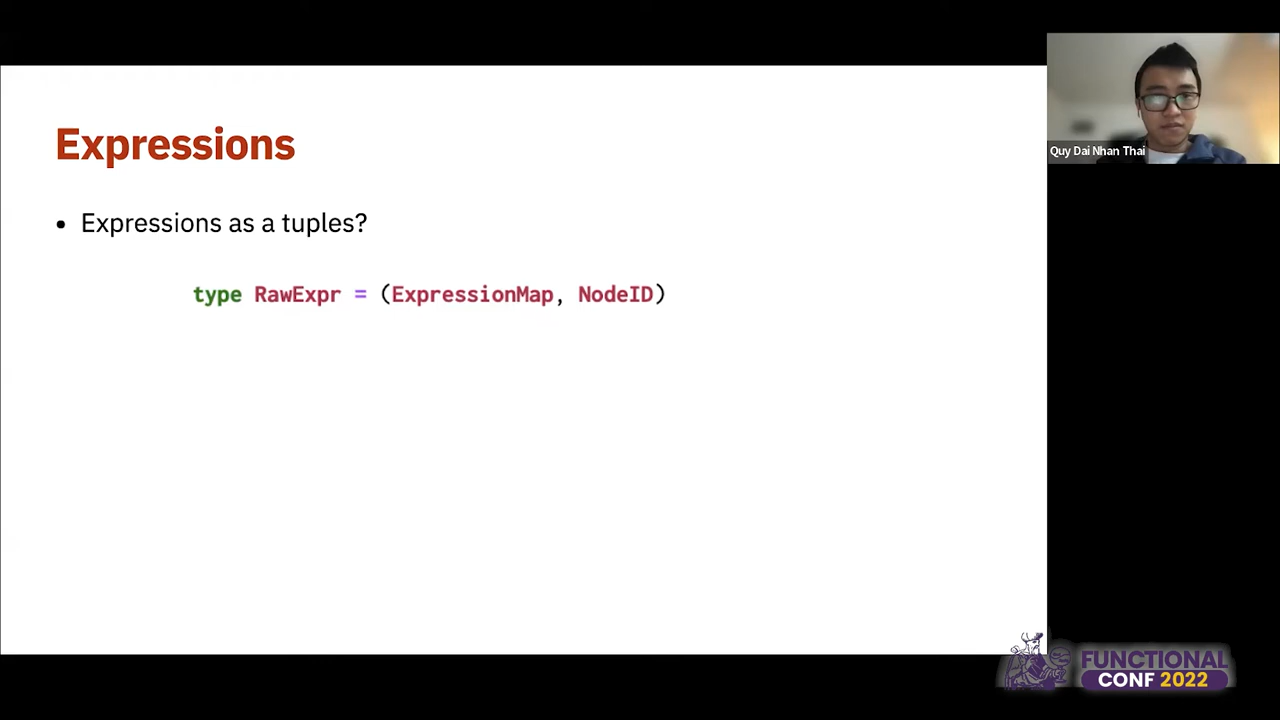 Expressions
• Expressions as a tuples?
type RawExpr = (ExpressionMap, NodeID)
Quy Dai Nhan Thai
FUNCTIONAL
CONF 2022